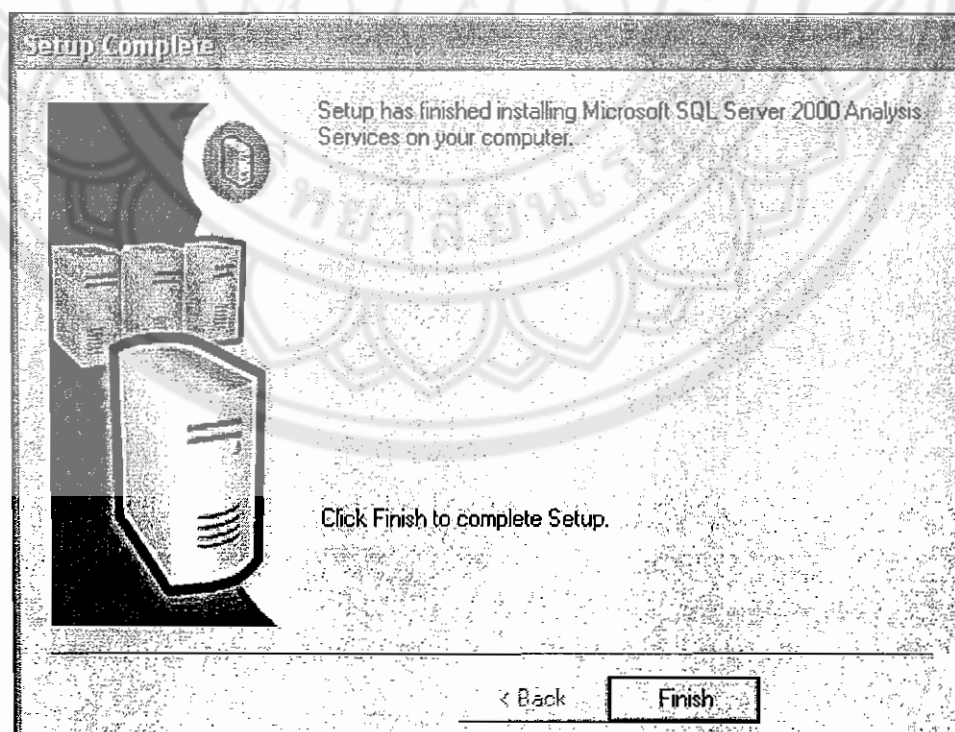 Setup Complete
Setup has finished installing Microsoft SQL Server 2000 Analysis
Services on your computer.
Click Finish to complete Setup.
< Back
Finish